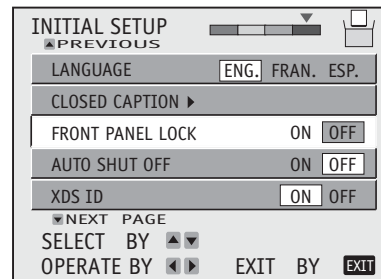 INITIAL SETUP
▲PREVIOUS
LANGUAGE ENG. FRAN. ESP.
CLOSED CAPTION ▶
FRONT PANEL LOCK ON OFF
AUTO SHUT OFF ON OFF
XDS ID ON OFF
▼NEXT PAGE
SELECT BY ▲▼
OPERATE BY ◀▶ EXIT BY EXIT